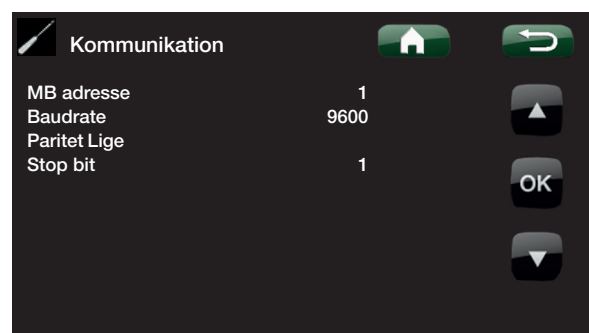 Kommunikation
MB adresse 1
Baudrate 9600
Paritet Lige
Stop bit 1
OK